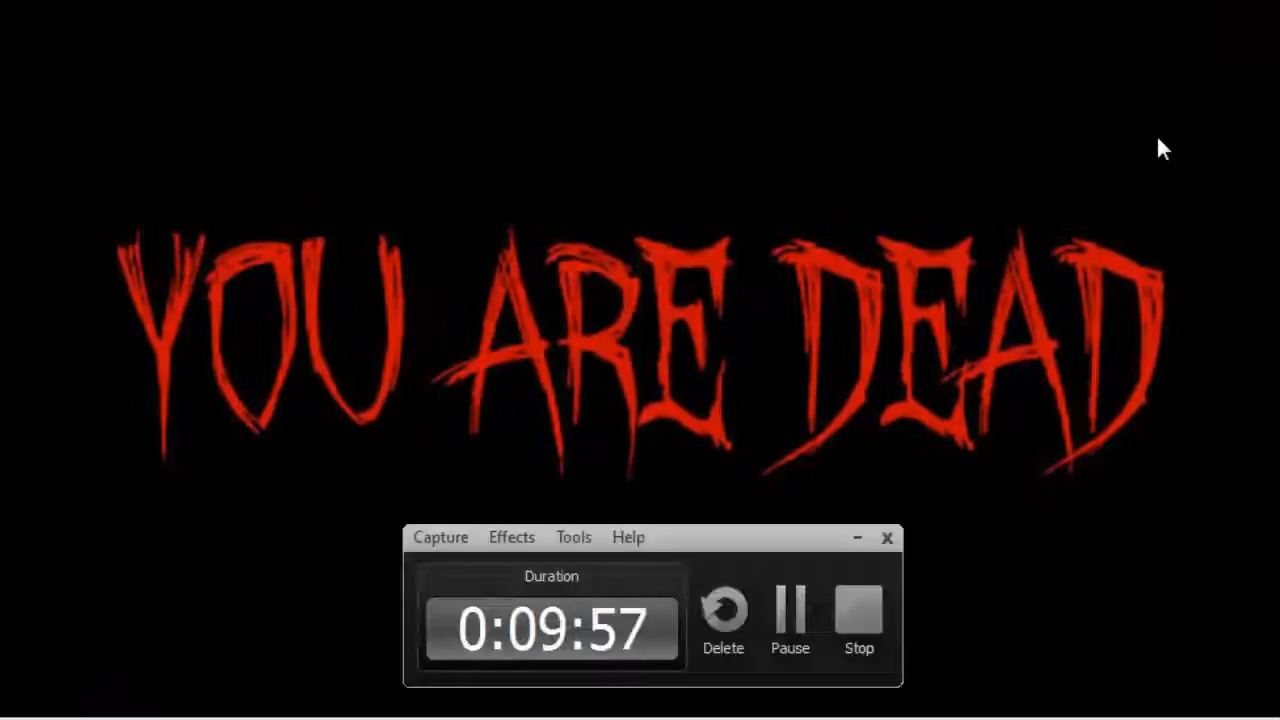 YOU ARE DEAD
Capture Effects Tools Help
Duration
0:09:57
Delete Pause Stop